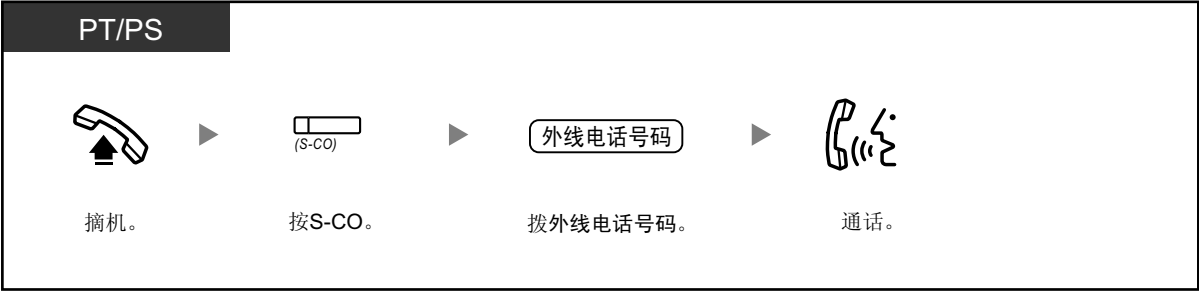 PT/PS
(S-CO)
外线电话号码
摘机。
按S-CO。
拨外线电话号码。
通话。